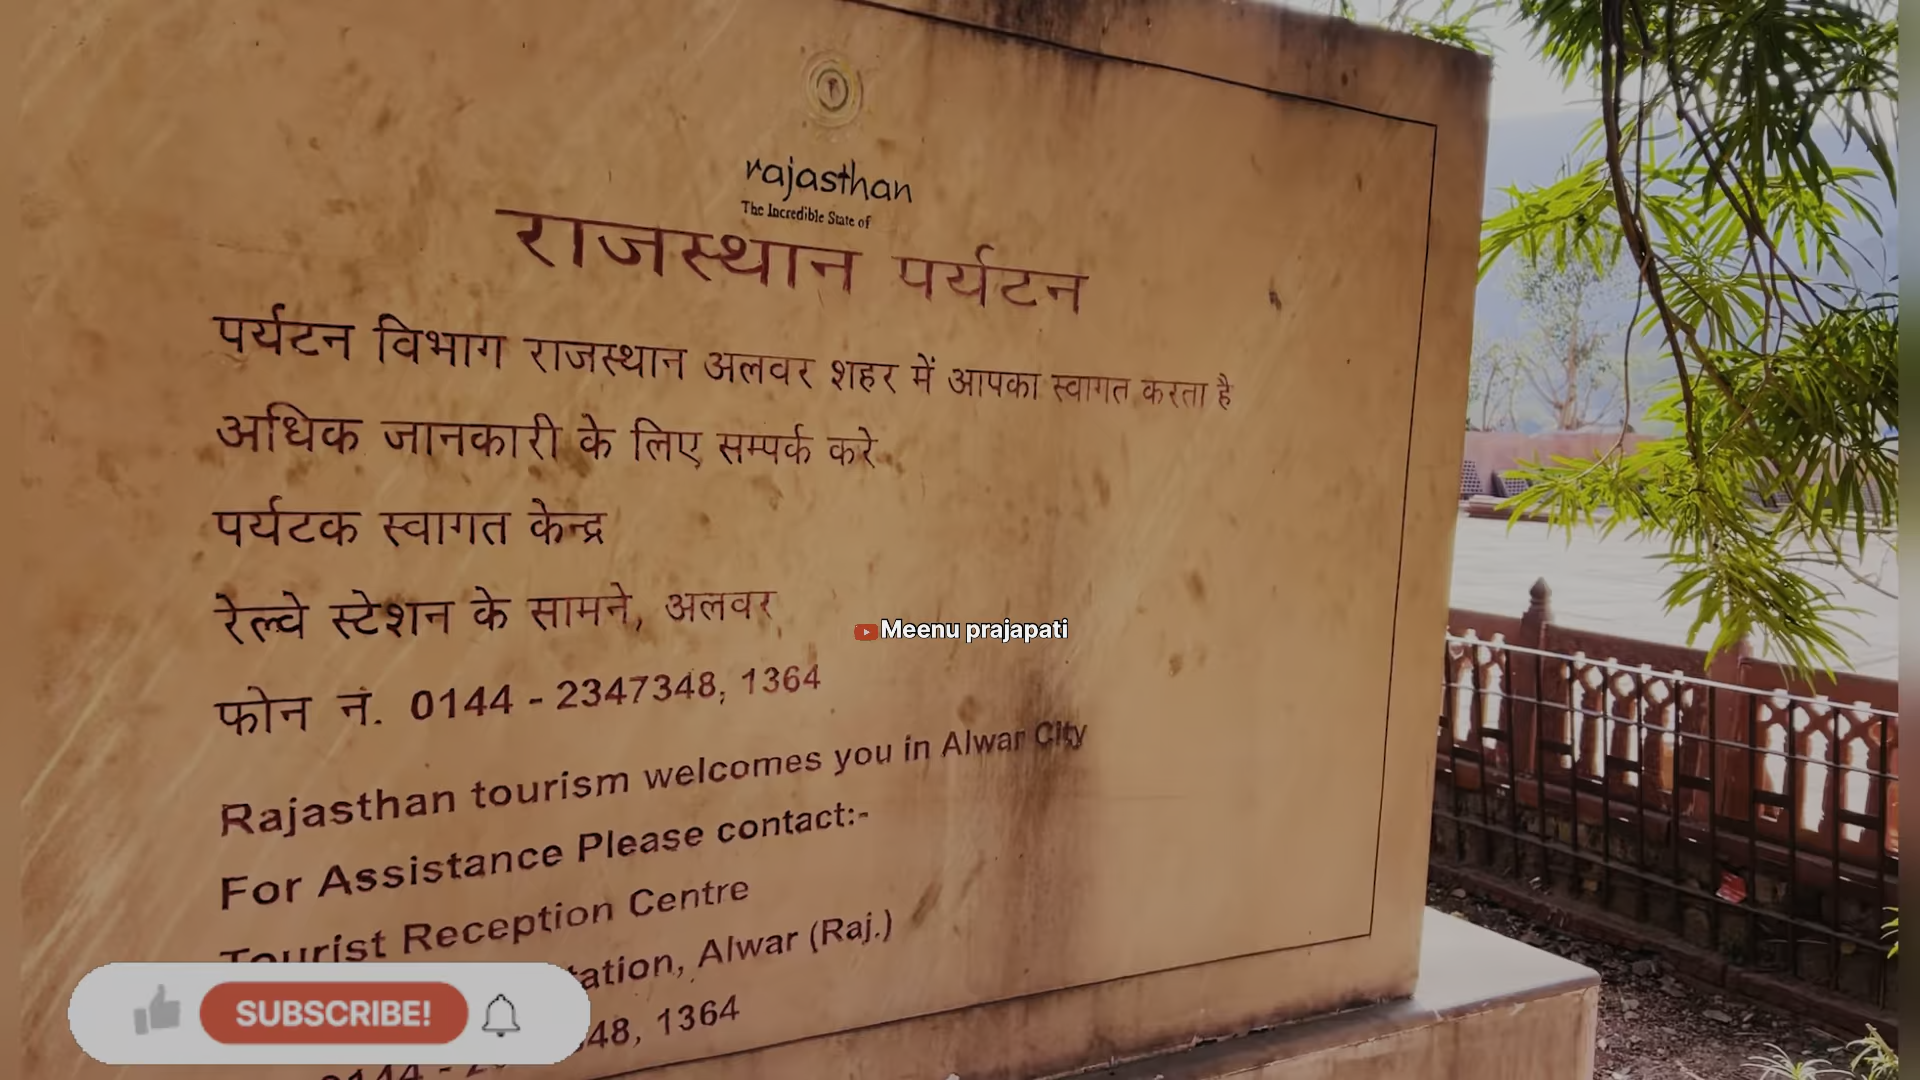 rajasthan
The Incredible State of
राजस्थान पर्यटन
पर्यटन विभाग राजस्थान अलवर शहर में आपका स्वागत करता है
अधिक जानकारी के लिए सम्पर्क करे
पर्यटक स्वागत केन्द्र
रेल्वे स्टेशन के सामने, अलवर
फोन नं. 0144 - 2347348, 1364
Meenu prajapati
Rajasthan tourism welcomes you in Alwar City
For Assistance Please contact:-
Tourist Reception Centre
tation, Alwar (Raj.)
48, 1364
SUBSCRIBE!